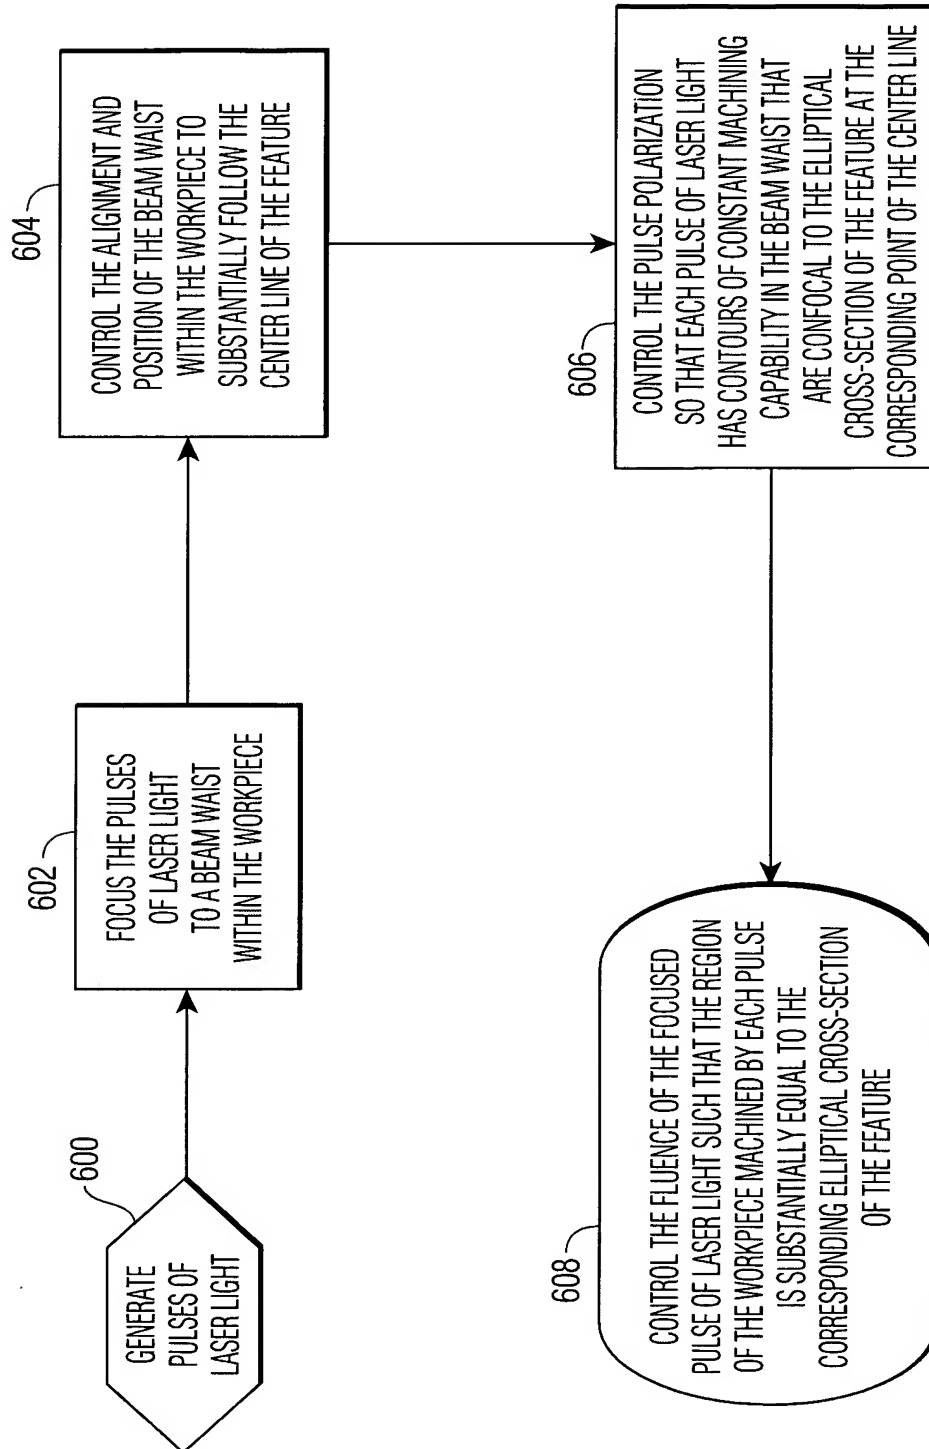 600
GENERATE
PULSES OF
LASER LIGHT
602
FOCUS THE PULSES
OF LASER LIGHT
TO A BEAM WAIST
WITHIN THE WORKPIECE
604
CONTROL THE ALIGNMENT AND
POSITION OF THE BEAM WAIST
WITHIN THE WORKPIECE TO
SUBSTANTIALLY FOLLOW THE
CENTER LINE OF THE FEATURE
606
CONTROL THE PULSE POLARIZATION
SO THAT EACH PULSE OF LASER LIGHT
HAS CONTOURS OF CONSTANT MACHINING
CAPABILITY IN THE BEAM WAIST THAT
ARE CONFOCAL TO THE ELLIPTICAL
CROSS-SECTION OF THE FEATURE AT THE
CORRESPONDING POINT OF THE CENTER LINE
608
CONTROL THE FLUENCE OF THE FOCUSED
PULSE OF LASER LIGHT SUCH THAT THE REGION
OF THE WORKPIECE MACHINED BY EACH PULSE
IS SUBSTANTIALLY EQUAL TO THE
CORRESPONDING ELLIPTICAL CROSS-SECTION
OF THE FEATURE